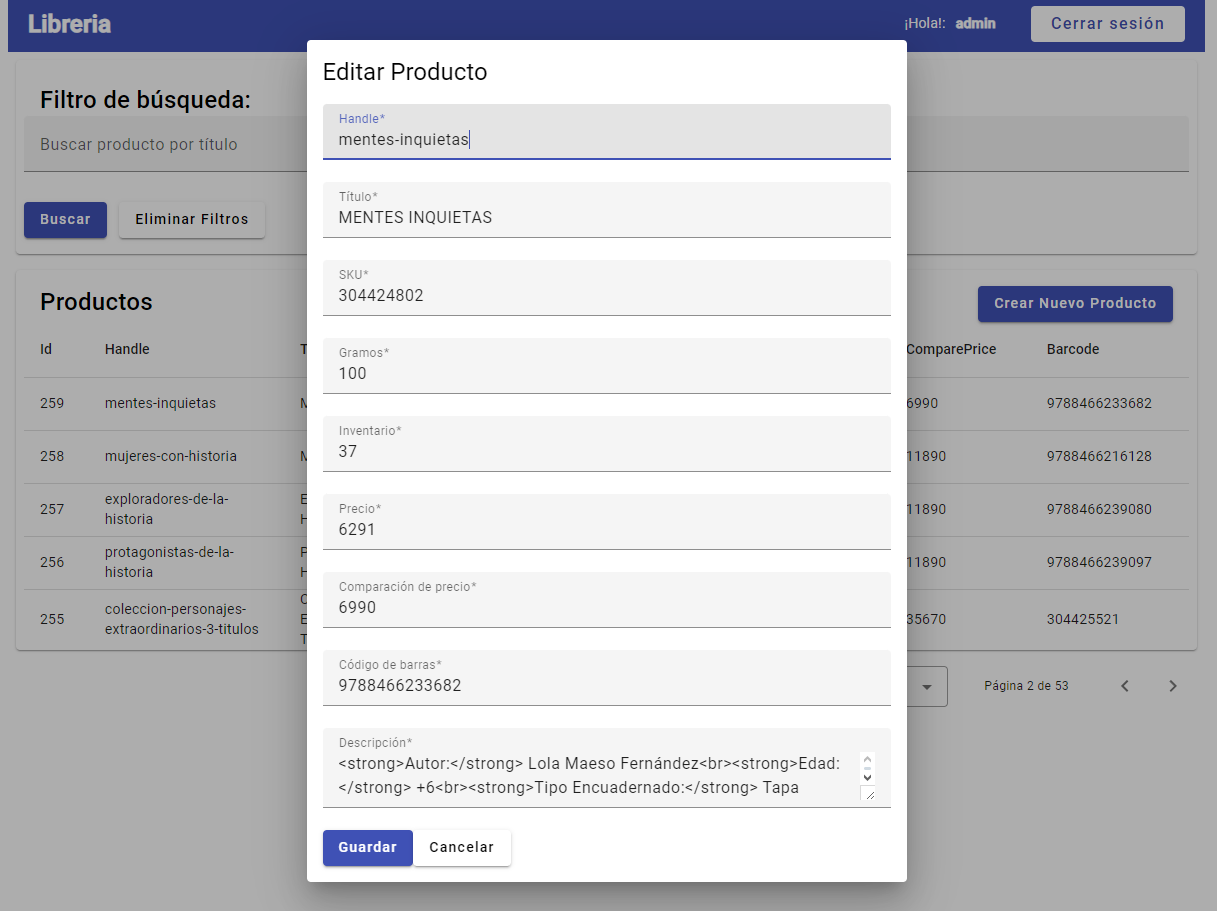 Libreria
¡Hola!: admin
Cerrar sesión
Filtro de búsqueda:
Buscar producto por título
Buscar
Eliminar Filtros
Productos
Crear Nuevo Producto
Id
Handle
ComparePrice
Barcode
259
mentes-inquietas
6990
9788466233682
258
mujeres-con-historia
11890
9788466216128
257
exploradores-de-la-
historia
11890
9788466239080
256
protagonistas-de-la-
historia
11890
9788466239097
255
coleccion-personajes-
extraordinarios-3-titulos
35670
304425521
Página 2 de 53
Editar Producto
Handle*
mentes-inquietas
Título*
MENTES INQUIETAS
SKU*
304424802
Gramos*
100
Inventario*
37
Precio*
6291
Comparación de precio*
6990
Código de barras*
9788466233682
Descripción*
<strong>Autor:</strong> Lola Maeso Fernández<br><strong>Edad:
</strong> +6<br><strong>Tipo Encuadernado:</strong> Tapa
Guardar
Cancelar